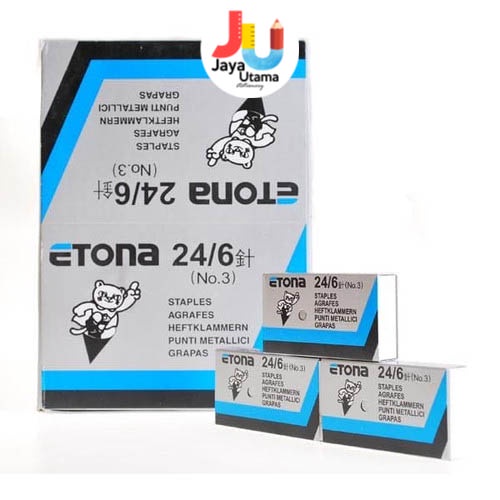 JU
Jaya
Utama
stationery
STAPLES
AGRAFES
HEFTKLAMMERN
PUNTI METALLICI
GRAPAS
ETONA 24/6針
(No.3)
ETONA 24/6針
(No.3)
STAPLES
AGRAFES
HEFTKLAMMERN
PUNTI METALLICI
GRAPAS
24/6針(No.3)
STAPLES
AGRAFES
HEFTKLAMMERN
PUNTI METALLICI
GRAPAS
ETONA 24/6針(No.3)
STAPLES
AGRAFES
HEFTKLAMMERN
PUNTI METALLICI
GRAPAS
ETONA 24/6針(No.3)
STAPLES
AGRAFES
HEFTKLAMMERN
PUNTI METALLICI
GRAPAS